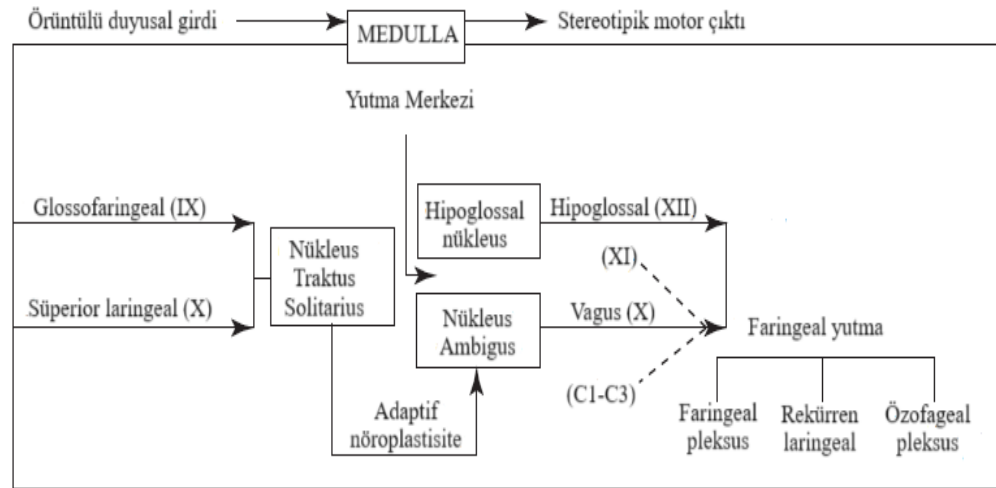 Örüntülü duyusal girdi
MEDULLA
Stereotipik motor çıktı
Yutma Merkezi
Glossofaringeal (IX)
Süperior laringeal (X)
Nükleus
Traktus
Solitarius
Hipoglossal
nükleus
Hipoglossal (XII)
(XI)
Nükleus
Ambigus
Vagus (X)
(C1-C3)
Adaptif
nöroplastisite
Faringeal yutma
Faringeal
pleksus
Rekürren
laringeal
Özofageal
pleksus